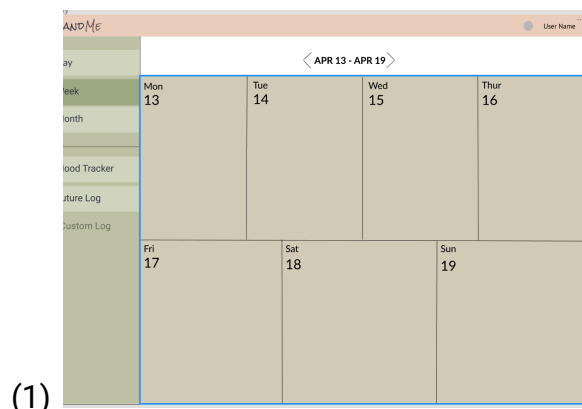 ANDME
User Name
APR 13 - APR 19
ay
eek
onth
lood Tracker
uture Log
Custom Log
Mon
13
Tue
14
Wed
15
Thur
16
Fri
17
Sat
18
Sun
19
(1)